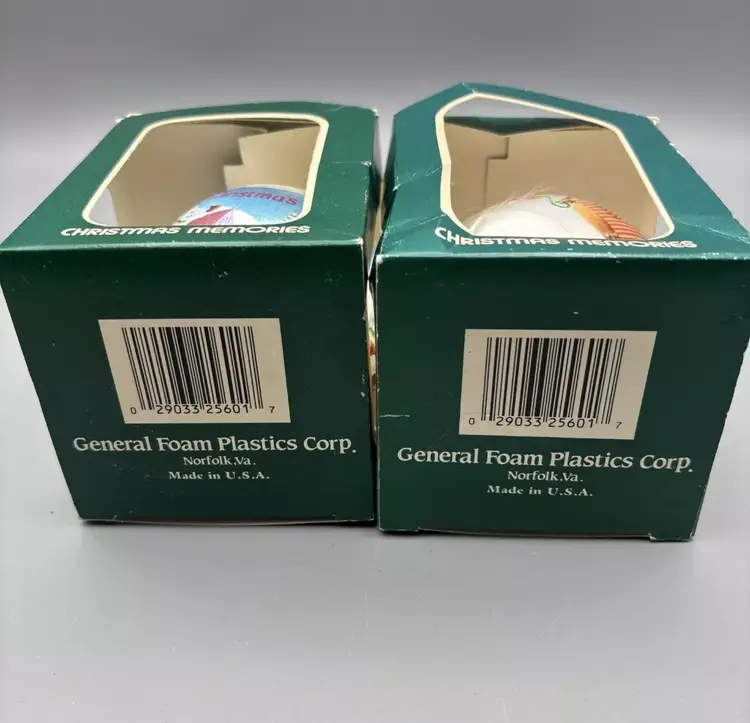 Christmas
CHRISTMAS MEMORIES
0 29033 25601 7
General Foam Plastics Corp.
Norfolk,Va.
Made in U.S.A.
CHRISTMAS MEMORIES
0 29033 25601 7
General Foam Plastics Corp.
Norfolk,Va.
Made in U.S.A.